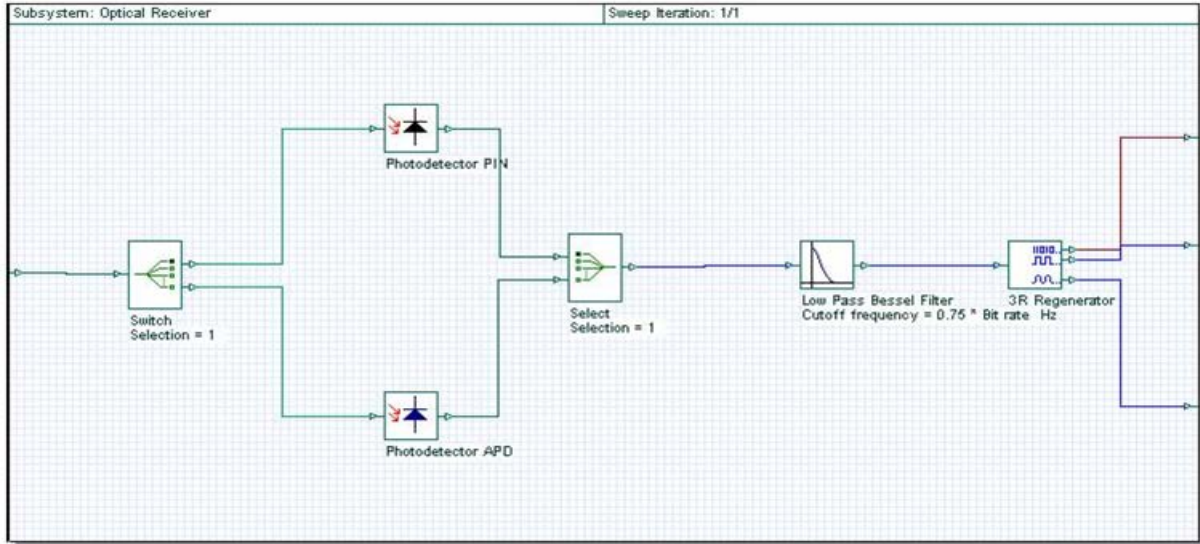 Subsystem: Optical Receiver
Sweep Iteration: 1/1
Photodetector PIN
Switch
Selection = 1
Select
Selection = 1
Low Pass Bessel Filter
Cutoff frequency = 0.75 * Bit rate Hz
3R Regenerator
Photodetector APD